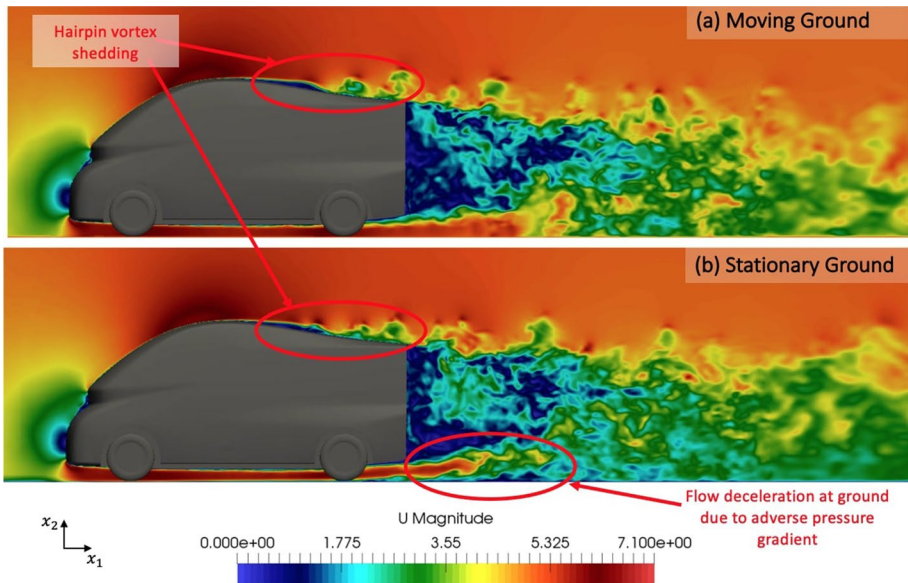 (a) Moving Ground
Hairpin vortex
shedding
(b) Stationary Ground
Flow deceleration at ground
due to adverse pressure
gradient
x₂
x₁
U Magnitude
0.000e+00 1.775 3.55 5.325 7.100e+00